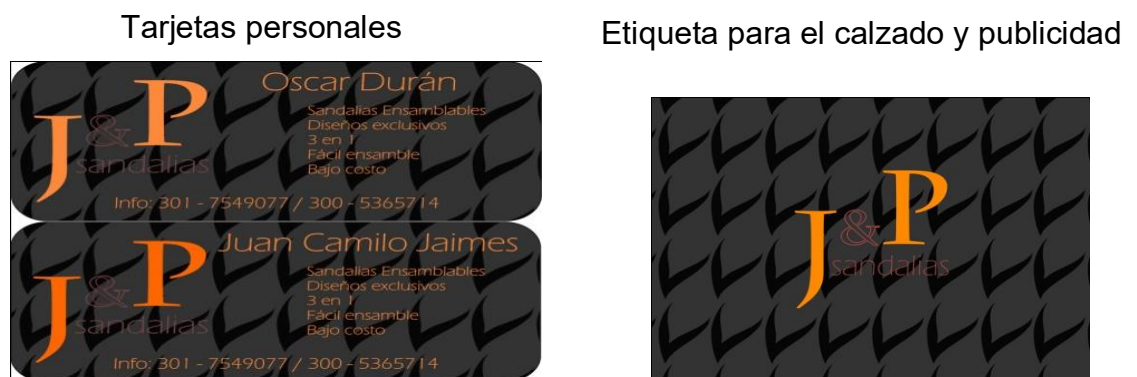 Tarjetas personales
Oscar Durán
J&P
sandalias
Sandalias Ensamblables
Diseños exclusivos
3 en 1
Fácil ensamble
Bajo costo
Info: 301 - 7549077 / 300 - 5365714
Juan Camilo Jaimes
J&P
sandalias
Sandalias Ensamblables
Diseños exclusivos
3 en 1
Fácil ensamble
Bajo costo
Info: 301 - 7549077 / 300 - 5365714
Etiqueta para el calzado y publicidad
J&P
sandalias